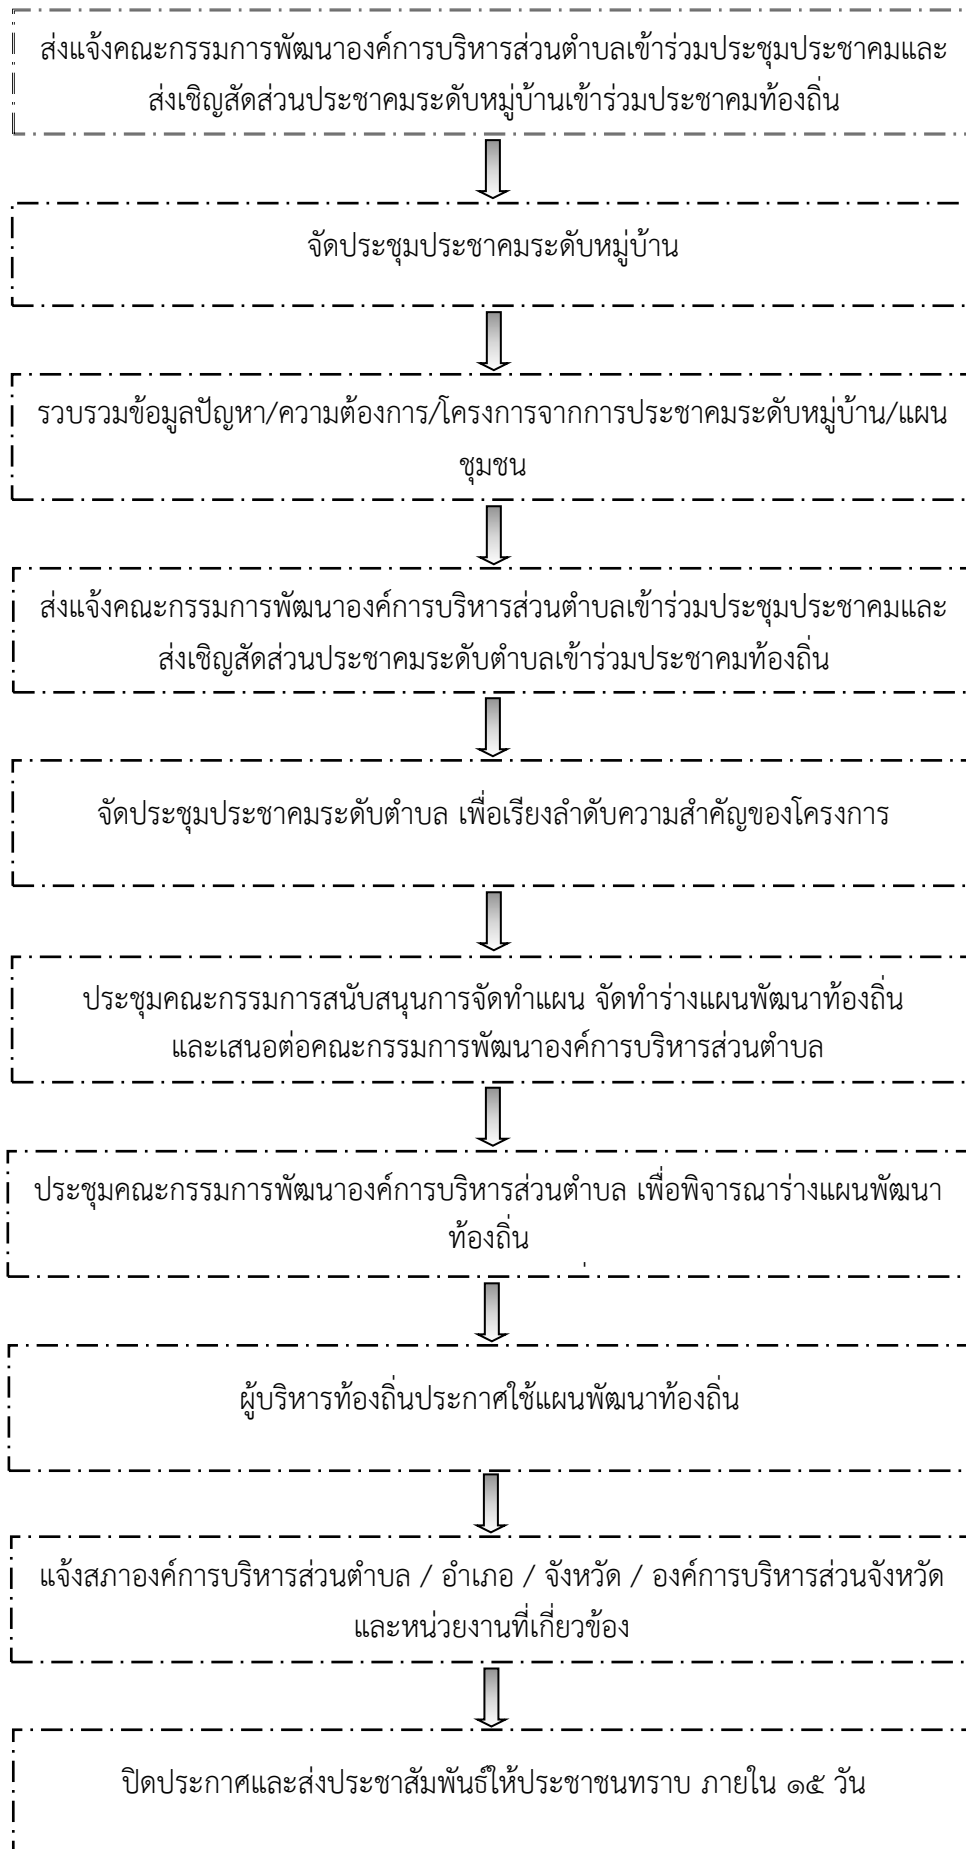 ส่งแจ้งคณะกรรมการพัฒนาองค์การบริหารส่วนตำบลเข้าร่วมประชุมประชาคมและ
ส่งเชิญสัดส่วนประชาคมระดับหมู่บ้านเข้าร่วมประชาคมท้องถิ่น
จัดประชุมประชาคมระดับหมู่บ้าน
รวบรวมข้อมูลปัญหา/ความต้องการ/โครงการจากการประชาคมระดับหมู่บ้าน/แผน
ชุมชน
ส่งแจ้งคณะกรรมการพัฒนาองค์การบริหารส่วนตำบลเข้าร่วมประชุมประชาคมและ
ส่งเชิญสัดส่วนประชาคมระดับตำบลเข้าร่วมประชาคมท้องถิ่น
จัดประชุมประชาคมระดับตำบล เพื่อเรียงลำดับความสำคัญของโครงการ
ประชุมคณะกรรมการสนับสนุนการจัดทำแผน จัดทำร่างแผนพัฒนาท้องถิ่น
และเสนอต่อคณะกรรมการพัฒนาองค์การบริหารส่วนตำบล
ประชุมคณะกรรมการพัฒนาองค์การบริหารส่วนตำบล เพื่อพิจารณาร่างแผนพัฒนา
ท้องถิ่น
ผู้บริหารท้องถิ่นประกาศใช้แผนพัฒนาท้องถิ่น
แจ้งสภาองค์การบริหารส่วนตำบล / อำเภอ / จังหวัด / องค์การบริหารส่วนจังหวัด
และหน่วยงานที่เกี่ยวข้อง
ปิดประกาศและส่งประชาสัมพันธ์ให้ประชาชนทราบ ภายใน ๑๕ วัน